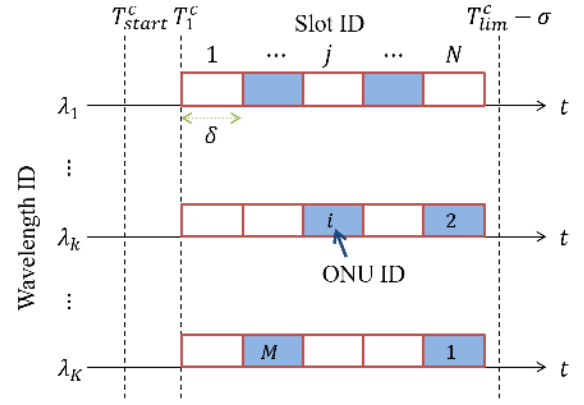 T^c_start T^c_1 Slot ID T^c_lim − σ
1 ⋯ j ⋯ N
λ_1 t
δ
⋮
Wavelength ID
λ_k i 2 t
ONU ID
⋮
λ_K M 1 t